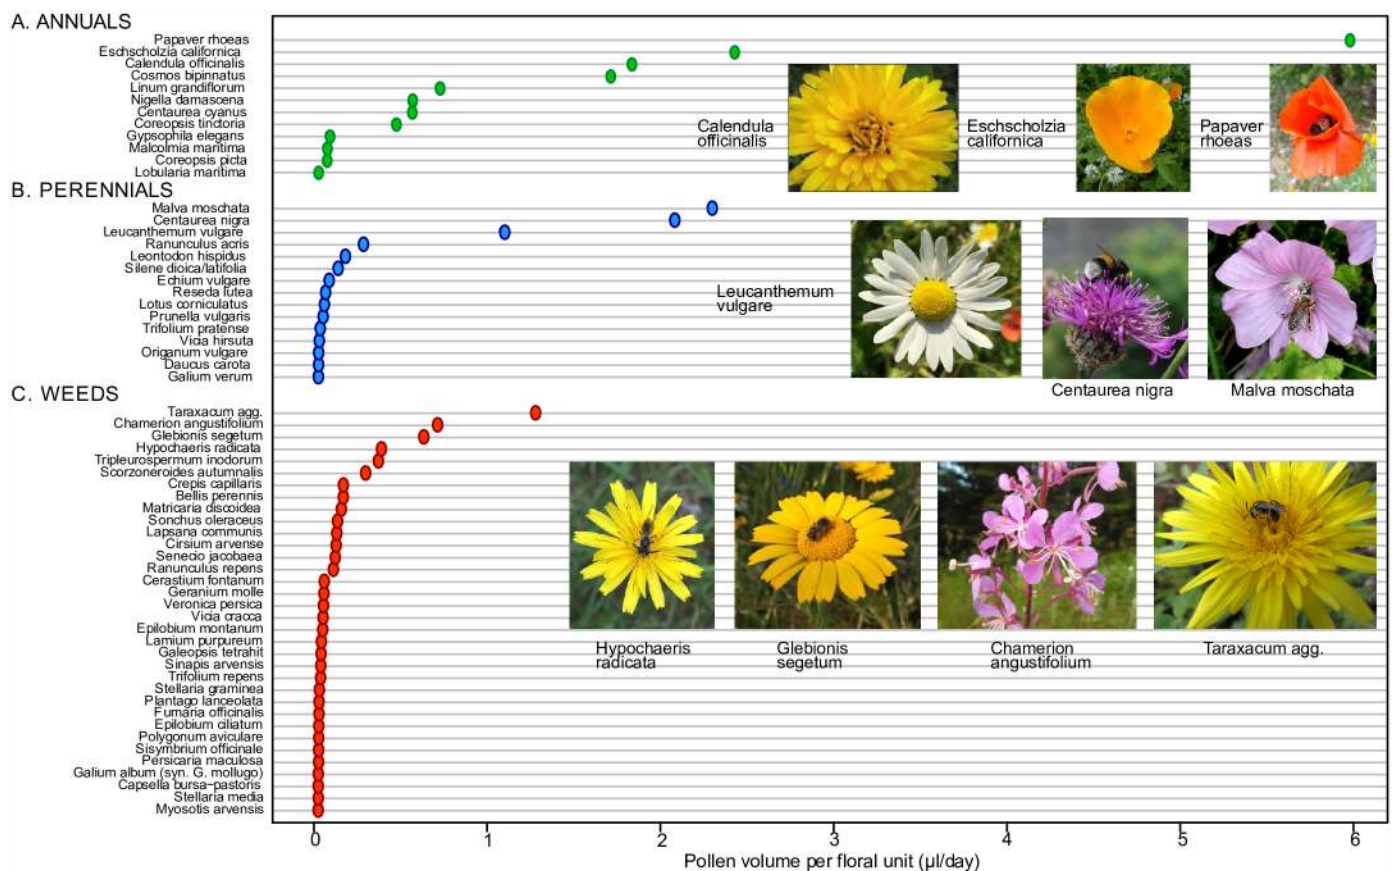 A. ANNUALS
Papaver rhoeas
Eschscholzia californica
Calendula officinalis
Cosmos bipinnatus
Linum grandiflorum
Nigella damascena
Centaurea cyanus
Coreopsis tinctoria
Gypsophila elegans
Malcolmia maritima
Coreopsis picta
Lobularia maritima
Calendula
officinalis
Eschscholzia
californica
Papaver
rhoeas
B. PERENNIALS
Malva moschata
Centaurea nigra
Leucanthemum vulgare
Ranunculus acris
Leontodon hispidus
Silene dioica/latifolia
Echium vulgare
Reseda lutea
Lotus corniculatus
Prunella vulgaris
Trifolium pratense
Vicia hirsuta
Origanum vulgare
Daucus carota
Galium verum
Leucanthemum
vulgare
Centaurea nigra
Malva moschata
C. WEEDS
Taraxacum agg.
Chamerion angustifolium
Glebionis segetum
Hypochaeris radicata
Tripleurospermum inodorum
Scorzoneroides autumnalis
Crepis capillaris
Bellis perennis
Matricaria discoidea
Sonchus oleraceus
Lapsana communis
Cirsium arvense
Senecio jacobaea
Ranunculus repens
Cerastium fontanum
Geranium molle
Veronica persica
Vicia cracca
Epilobium montanum
Lamium purpureum
Galeopsis tetrahit
Sinapis arvensis
Trifolium repens
Stellaria graminea
Plantago lanceolata
Fumaria officinalis
Epilobium ciliatum
Polygonum aviculare
Sisymbrium officinale
Persicaria maculosa
Galium album (syn. G. mollugo)
Capsella bursa−pastoris
Stellaria media
Myosotis arvensis
Hypochaeris
radicata
Glebionis
segetum
Chamerion
angustifolium
Taraxacum agg.
0 1 2 3 4 5 6
Pollen volume per floral unit (µl/day)